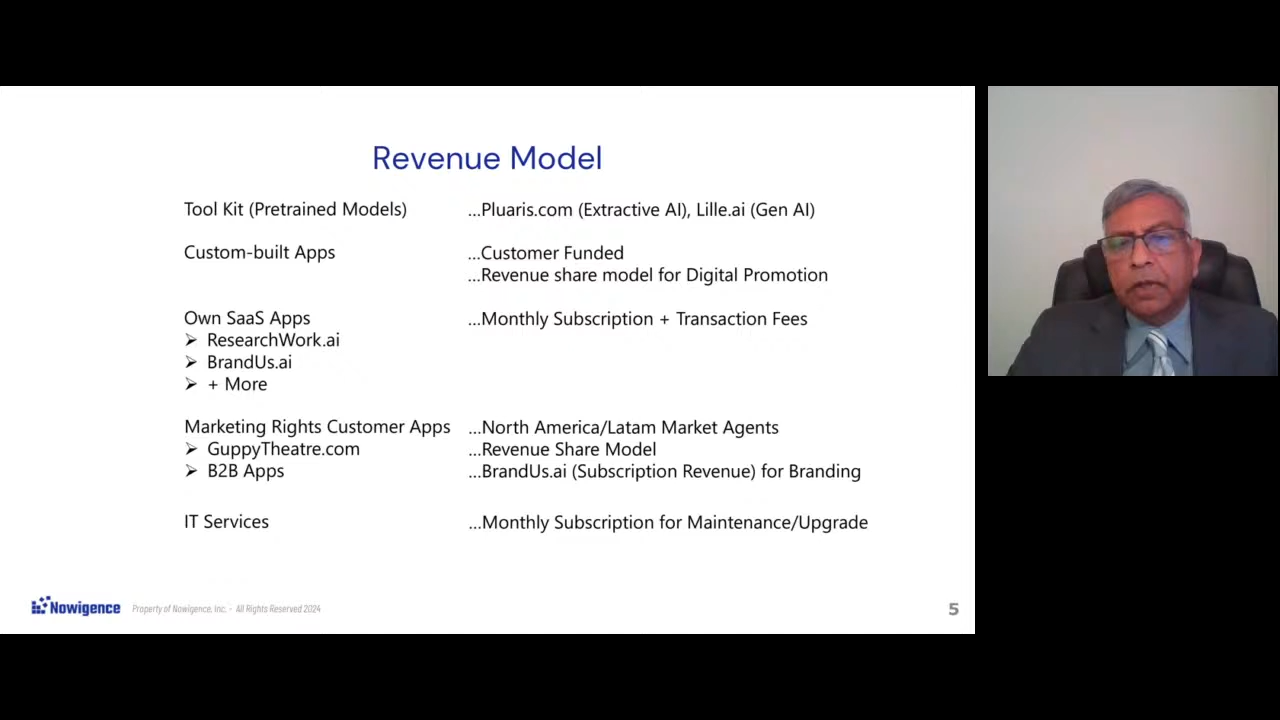 Revenue Model
Tool Kit (Pretrained Models) ...Pluaris.com (Extractive AI), Lille.ai (Gen AI)
Custom-built Apps ...Customer Funded
...Revenue share model for Digital Promotion
Own SaaS Apps ...Monthly Subscription + Transaction Fees
➢ ResearchWork.ai
➢ BrandUs.ai
➢ + More
Marketing Rights Customer Apps ...North America/Latam Market Agents
➢ GuppyTheatre.com ...Revenue Share Model
➢ B2B Apps ...BrandUs.ai (Subscription Revenue) for Branding
IT Services ...Monthly Subscription for Maintenance/Upgrade
Nowigence Property of Nowigence, Inc. - All Rights Reserved 2024 5